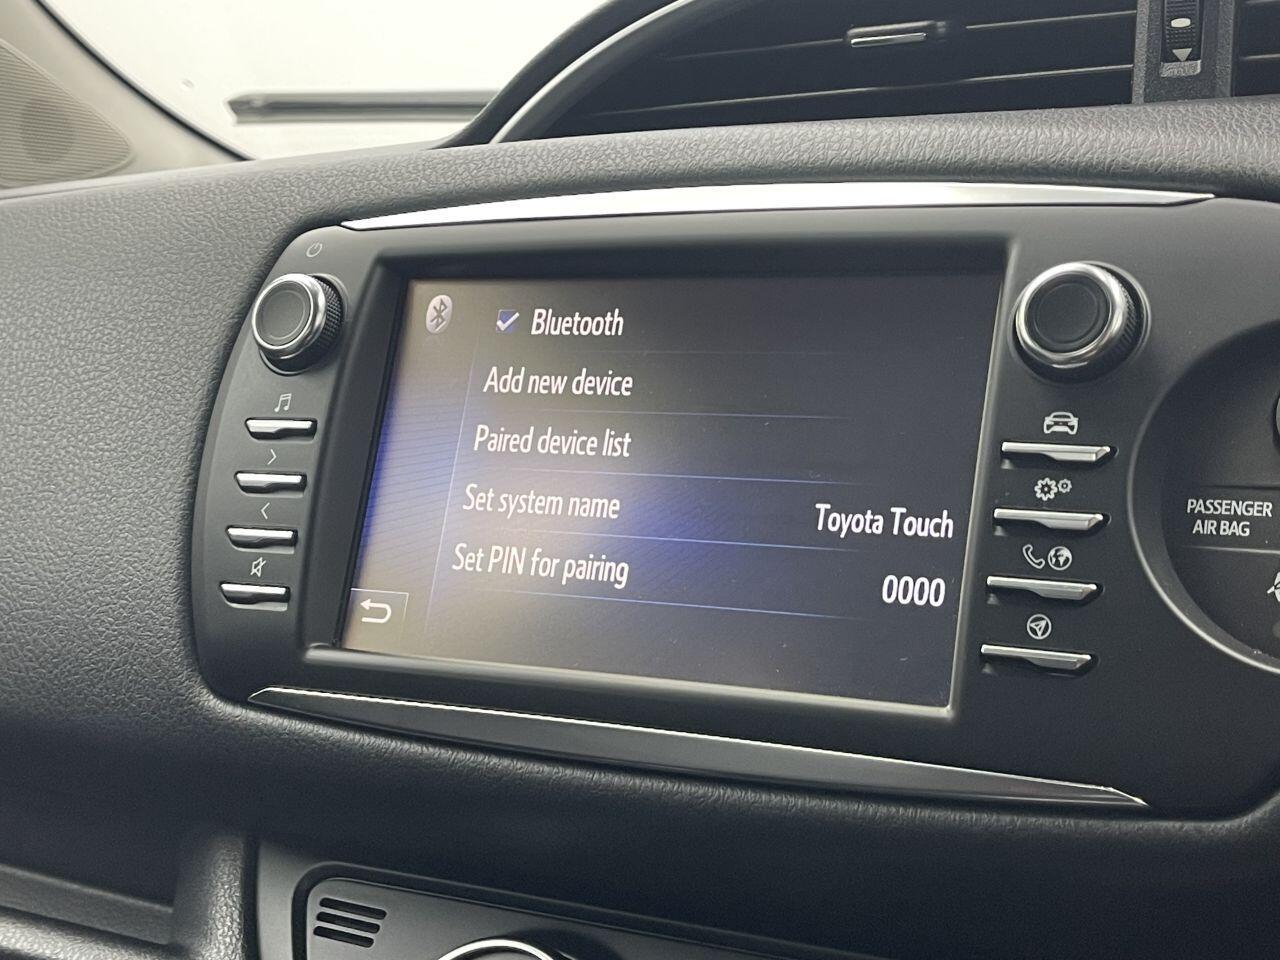 Bluetooth
Add new device
Paired device list
Set system name Toyota Touch
Set PIN for pairing 0000
PASSENGER
AIR BAG